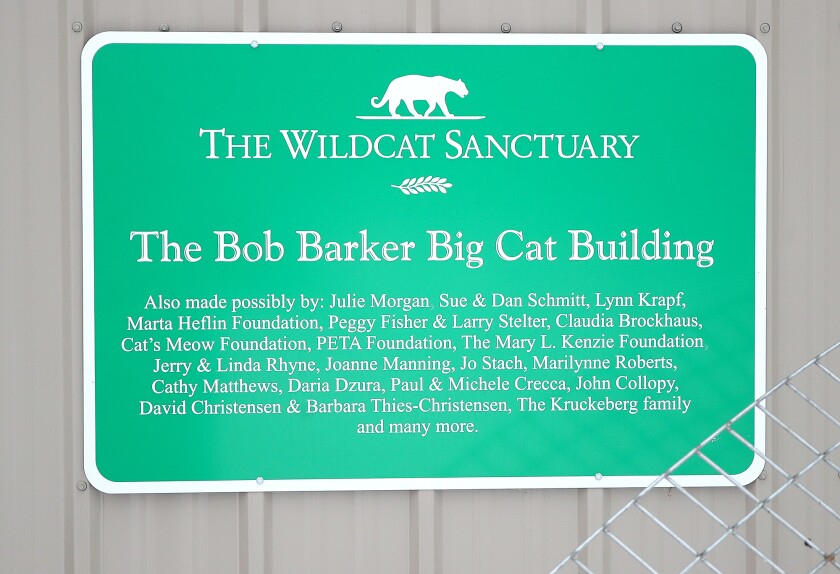 THE WILDCAT SANCTUARY
The Bob Barker Big Cat Building
Also made possibly by: Julie Morgan, Sue & Dan Schmitt, Lynn Krapf,
Marta Heflin Foundation, Peggy Fisher & Larry Stelter, Claudia Brockhaus,
Cat's Meow Foundation, PETA Foundation, The Mary L. Kenzie Foundation,
Jerry & Linda Rhyne, Joanne Manning, Jo Stach, Marilynne Roberts,
Cathy Matthews, Daria Dzura, Paul & Michele Crecca, John Collopy,
David Christensen & Barbara Thies-Christensen, The Kruckeberg family
and many more.